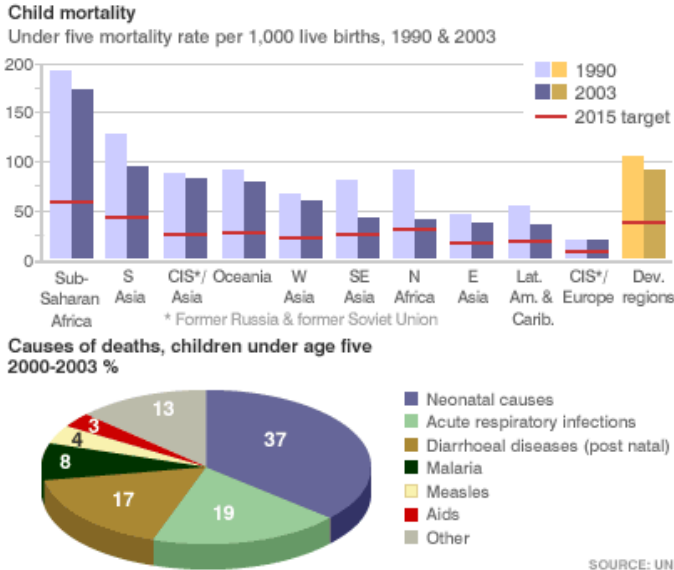 Child mortality
Under five mortality rate per 1,000 live births, 1990 & 2003
200
150
100
50
0
1990
2003
2015 target
Sub-
Saharan
Africa
S
Asia
CIS*/
Asia
Oceania
W
Asia
SE
Asia
N
Africa
E
Asia
Lat.
Am. &
Carib.
CIS*/
Europe
Dev.
regions
* Former Russia & former Soviet Union
Causes of deaths, children under age five
2000-2003 %
13
3
4
8
17
19
37
Neonatal causes
Acute respiratory infections
Diarrhoeal diseases (post natal)
Malaria
Measles
Aids
Other
SOURCE: UN